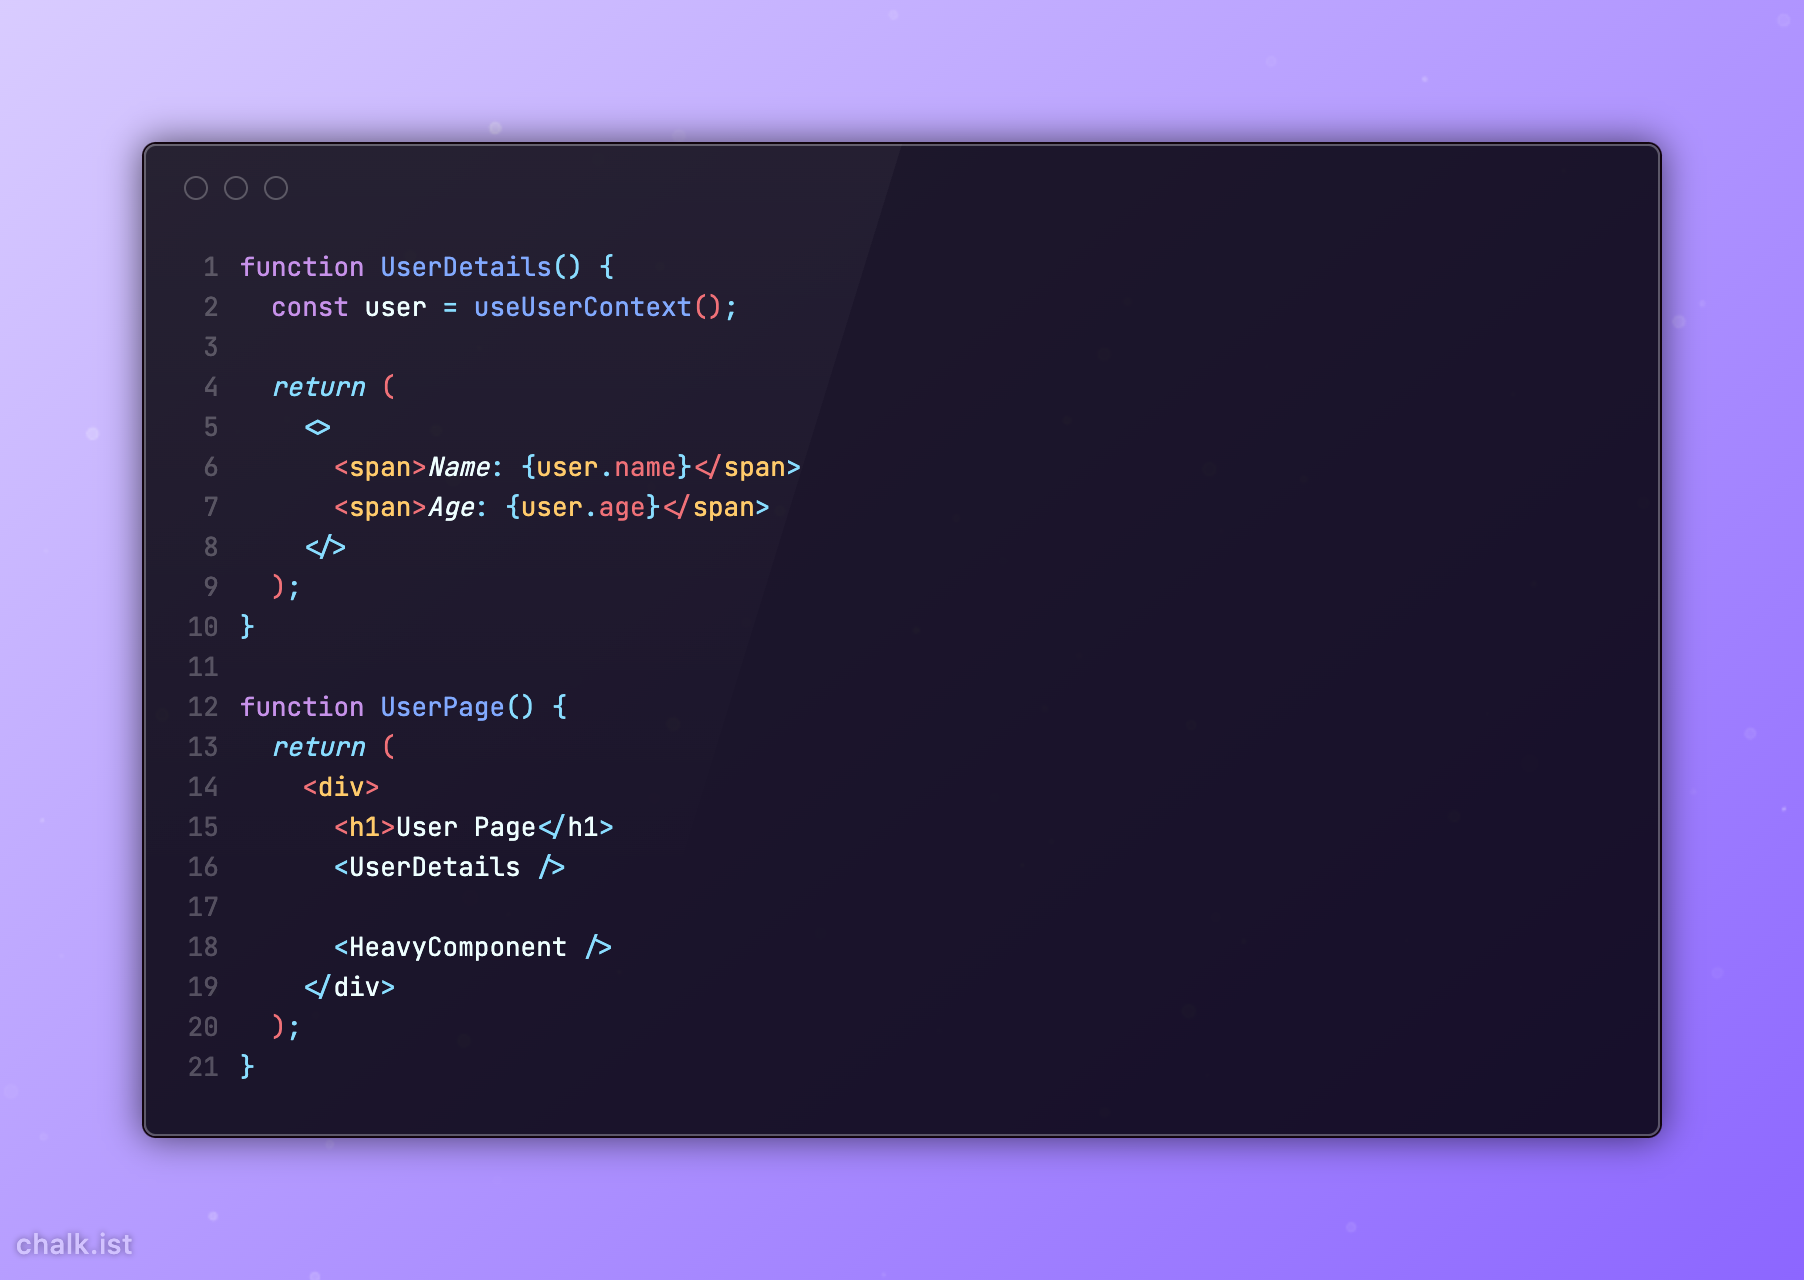 1 function UserDetails() {
2   const user = useUserContext();
3
4   return (
5     <>
6       <span>Name: {user.name}</span>
7       <span>Age: {user.age}</span>
8     </>
9   );
10 }
11
12 function UserPage() {
13   return (
14     <div>
15       <h1>User Page</h1>
16       <UserDetails />
17
18       <HeavyComponent />
19     </div>
20   );
21 }
chalk.ist